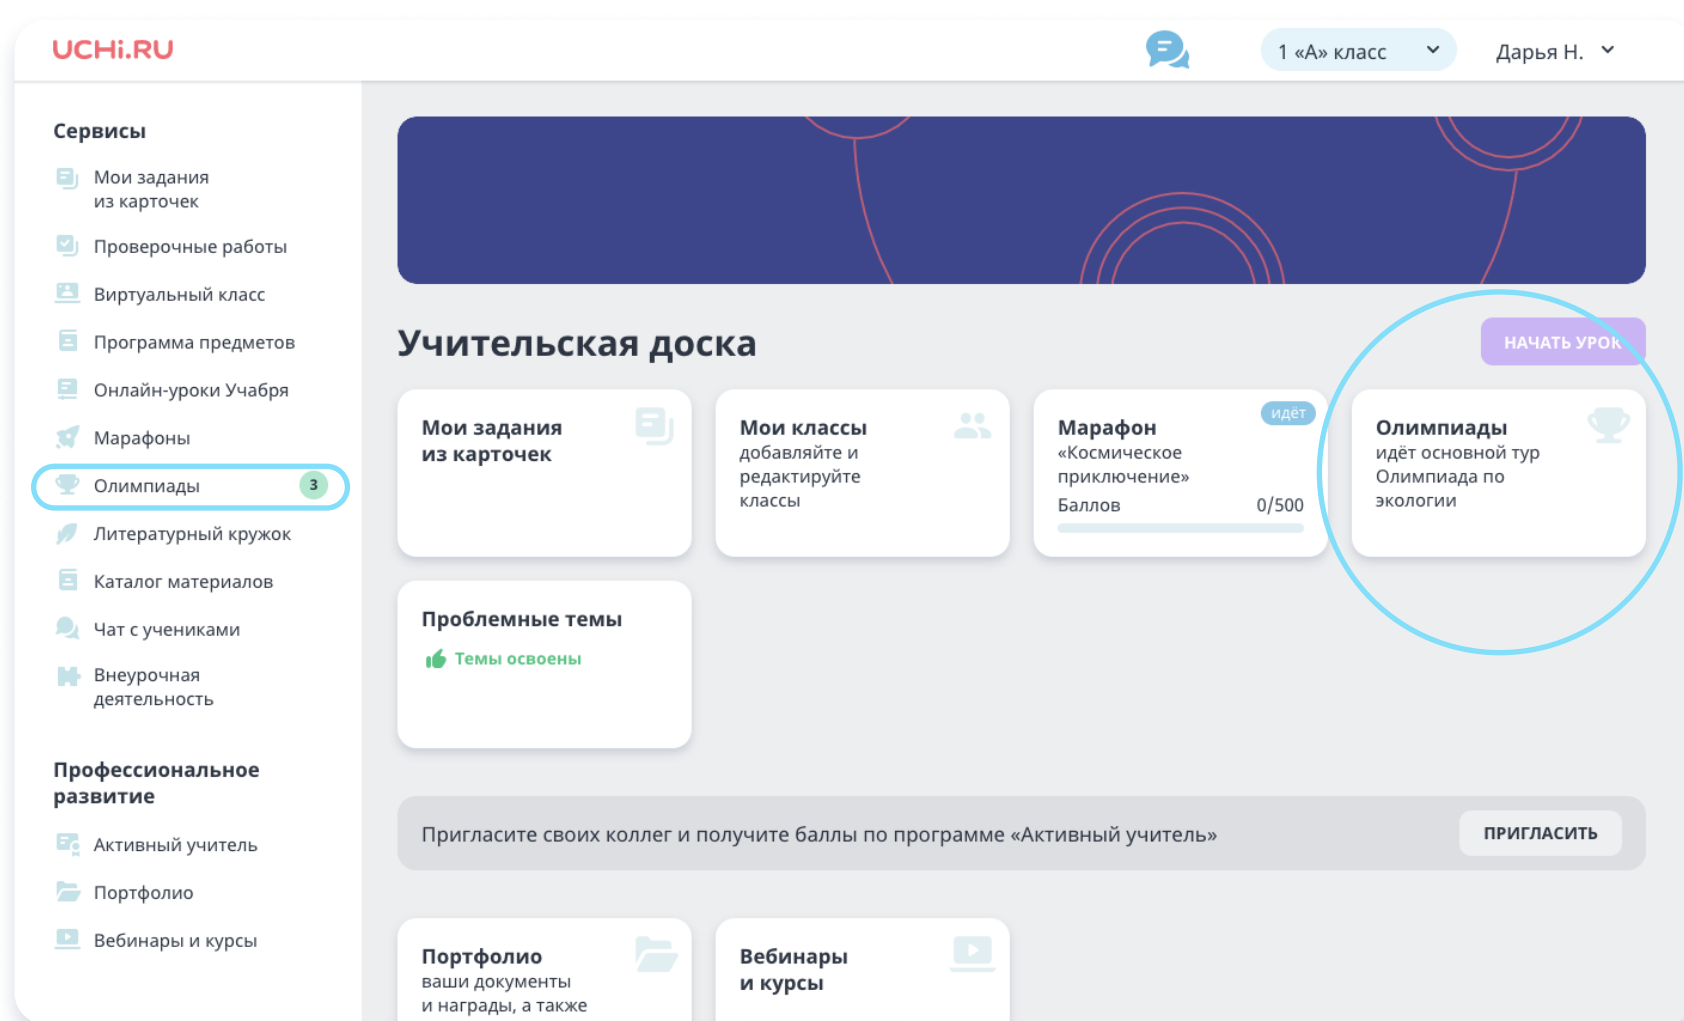 UCHi.RU
1 «А» класс
Дарья Н.
Сервисы
Мои задания
из карточек
Проверочные работы
Виртуальный класс
Программа предметов
Онлайн-уроки Учабря
Марафоны
Олимпиады
3
Литературный кружок
Каталог материалов
Чат с учениками
Внеурочная
деятельность
Профессиональное
развитие
Активный учитель
Портфолио
Вебинары и курсы
Учительская доска
НАЧАТЬ УРОК
Мои задания
из карточек
Мои классы
добавляйте и
редактируйте
классы
идёт
Марафон
«Космическое
приключение»
Баллов 0/500
Олимпиады
идёт основной тур
Олимпиада по
экологии
Проблемные темы
Темы освоены
Пригласите своих коллег и получите баллы по программе «Активный учитель»
ПРИГЛАСИТЬ
Портфолио
ваши документы
и награды, а также
Вебинары
и курсы